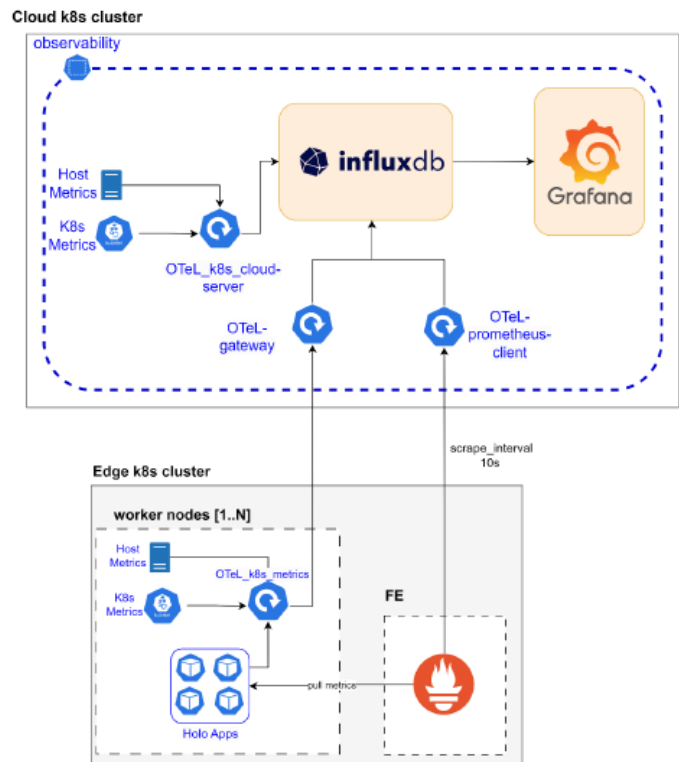 Cloud k8s cluster
observability
influxdb
Grafana
Host
Metrics
K8s
Metrics
OTeL_k8s_cloud-
server
OTeL-
gateway
OTeL-
prometheus-
client
scrape_interval
10s
Edge k8s cluster
worker nodes [1..N]
Host
Metrics
OTeL_k8s_metrics
K8s
Metrics
FE
pull metrics
Holo Apps